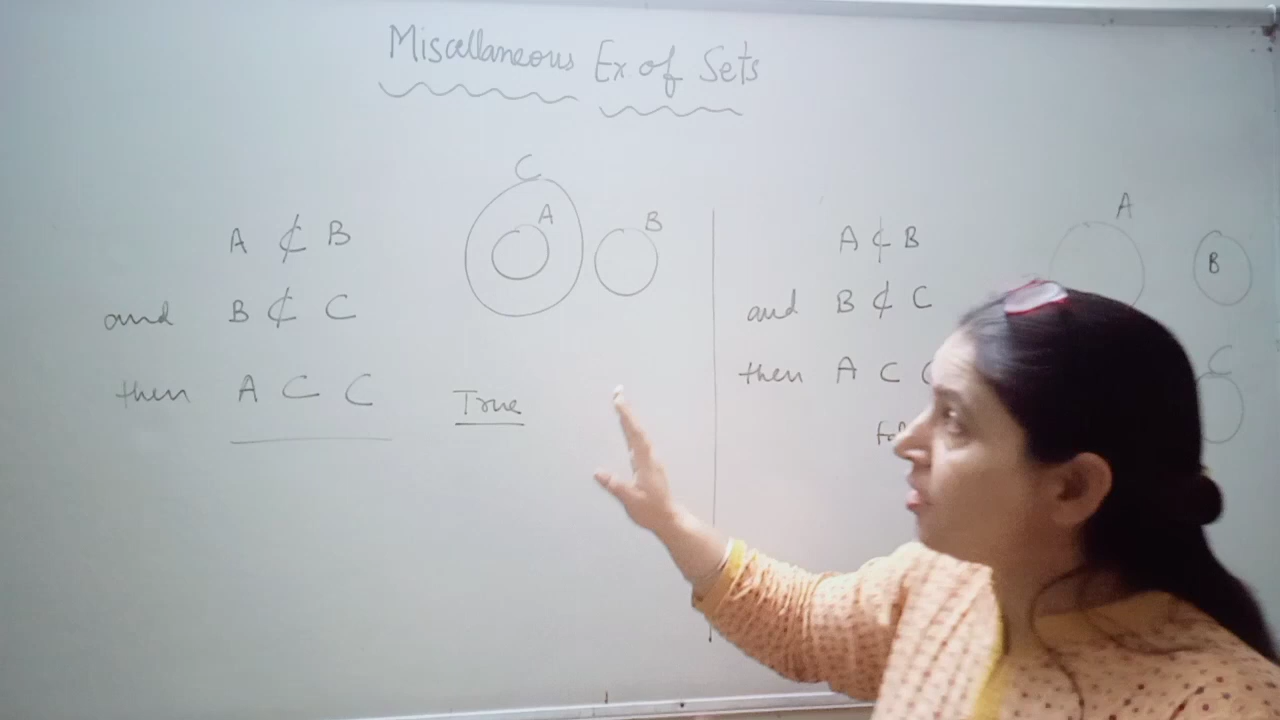 Miscellaneous Ex of Sets
A ⊄ B
and B ⊄ C
then A ⊂ C True
C
A
B
A ⊄ B
and B ⊄ C
then A ⊂
A
B
C